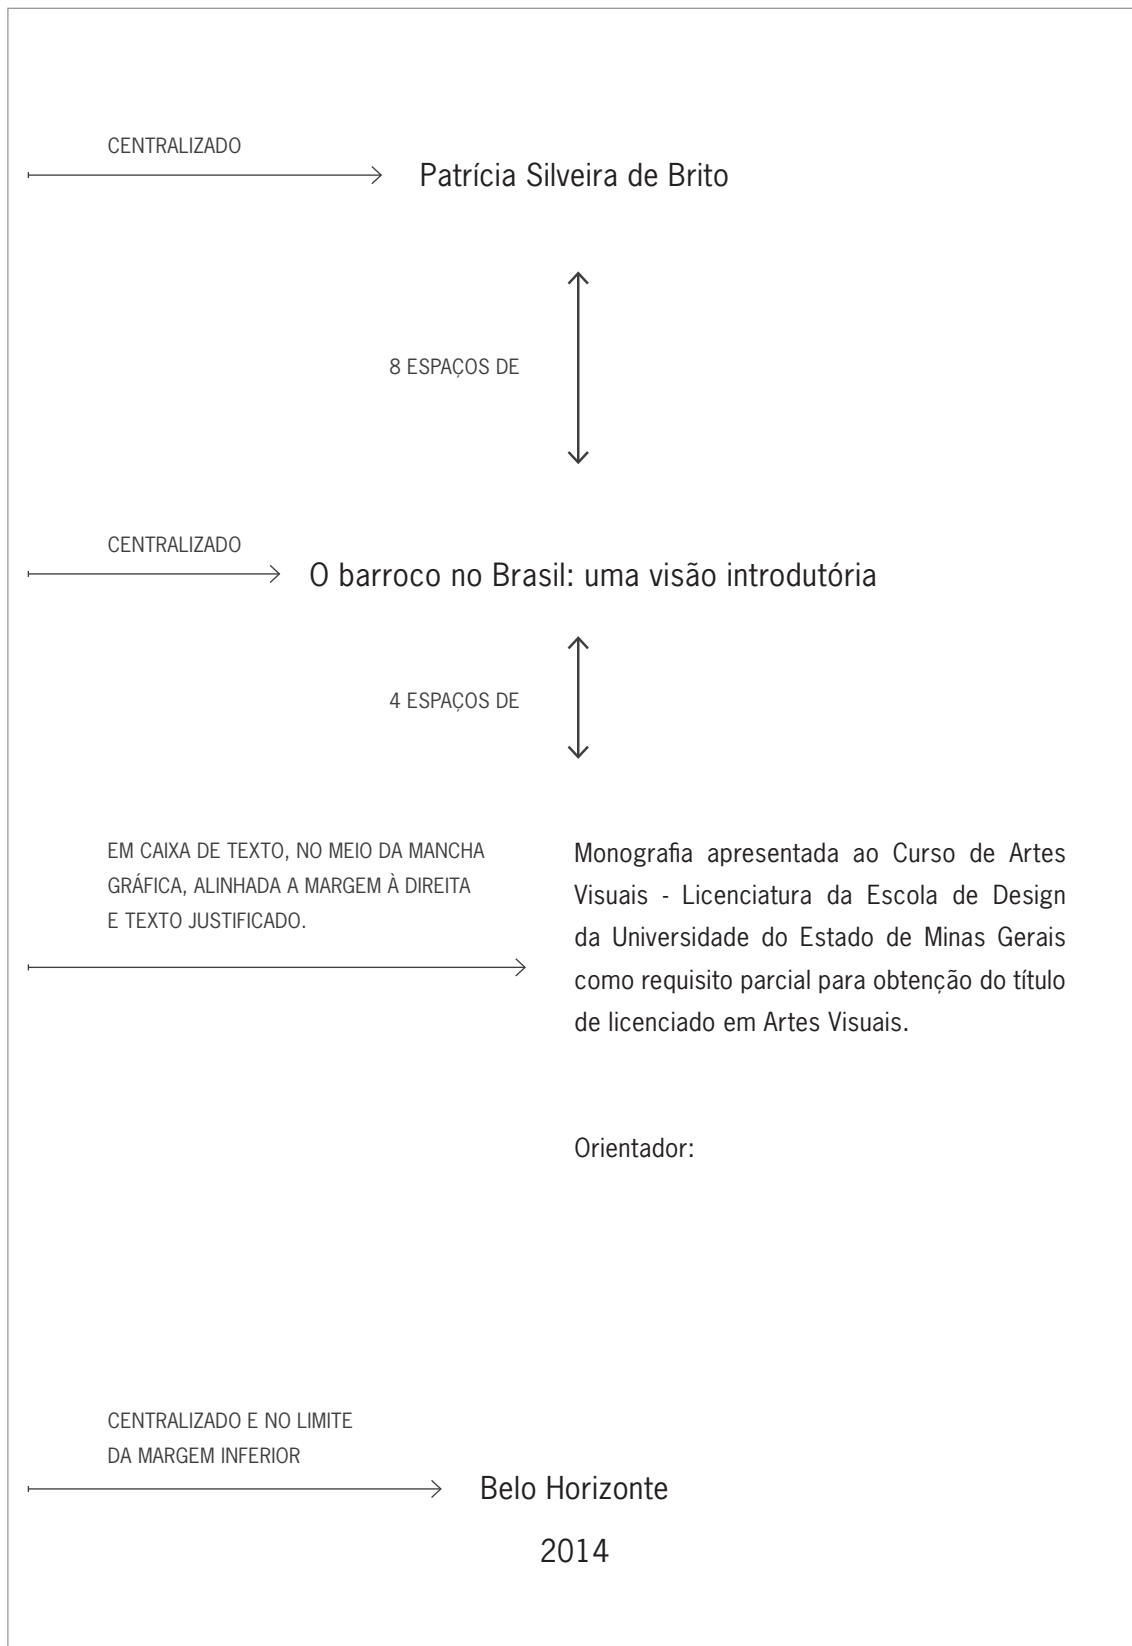 CENTRALIZADO
Patrícia Silveira de Brito
8 ESPAÇOS DE
CENTRALIZADO
O barroco no Brasil: uma visão introdutória
4 ESPAÇOS DE
EM CAIXA DE TEXTO, NO MEIO DA MANCHA
GRÁFICA, ALINHADA A MARGEM À DIREITA
E TEXTO JUSTIFICADO.
Monografia apresentada ao Curso de Artes
Visuais - Licenciatura da Escola de Design
da Universidade do Estado de Minas Gerais
como requisito parcial para obtenção do título
de licenciado em Artes Visuais.
Orientador:
CENTRALIZADO E NO LIMITE
DA MARGEM INFERIOR
Belo Horizonte
2014